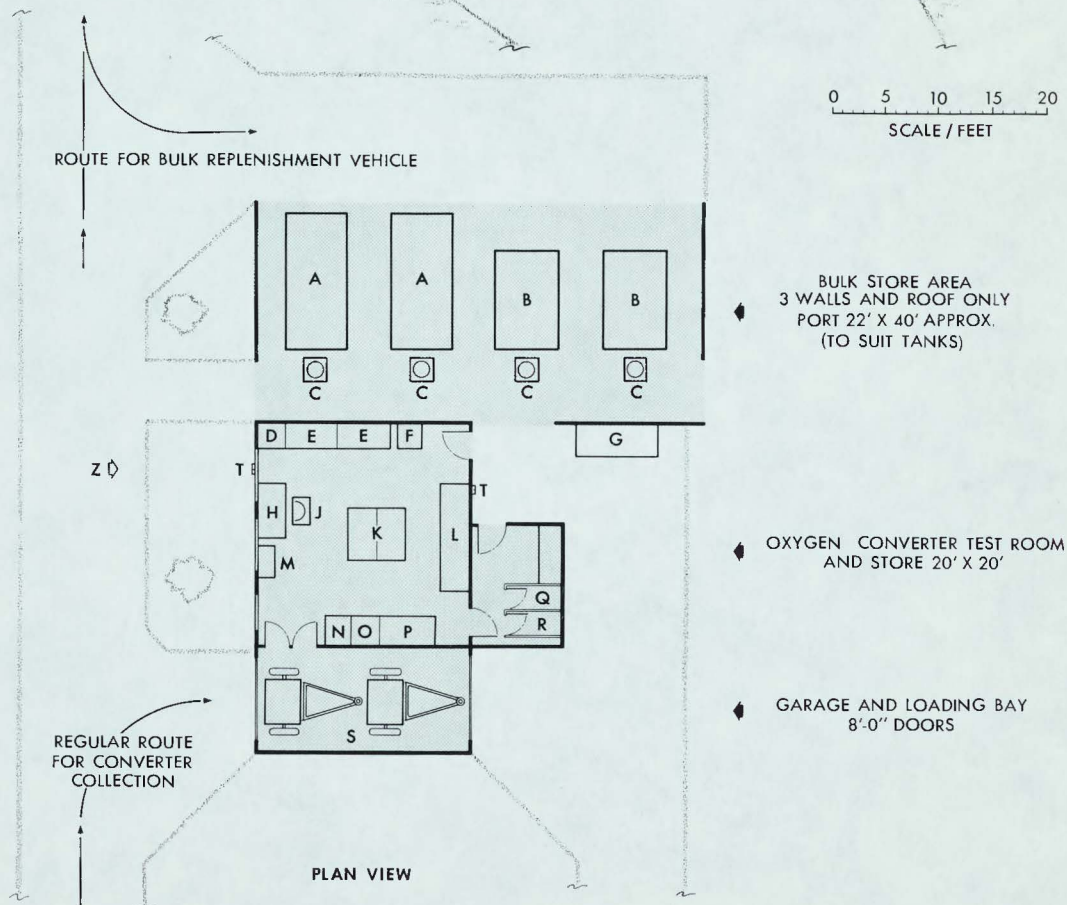 0 5 10 15 20
SCALE / FEET
ROUTE FOR BULK REPLENISHMENT VEHICLE
A A B B
C C C C
BULK STORE AREA
3 WALLS AND ROOF ONLY
PORT 22' X 40' APPROX.
(TO SUIT TANKS)
D E E F
G
Z T
T
H J K L
M
OXYGEN CONVERTER TEST ROOM
AND STORE 20' X 20'
Q
R
N O P
S
GARAGE AND LOADING BAY
8'-0" DOORS
REGULAR ROUTE
FOR CONVERTER
COLLECTION
PLAN VIEW